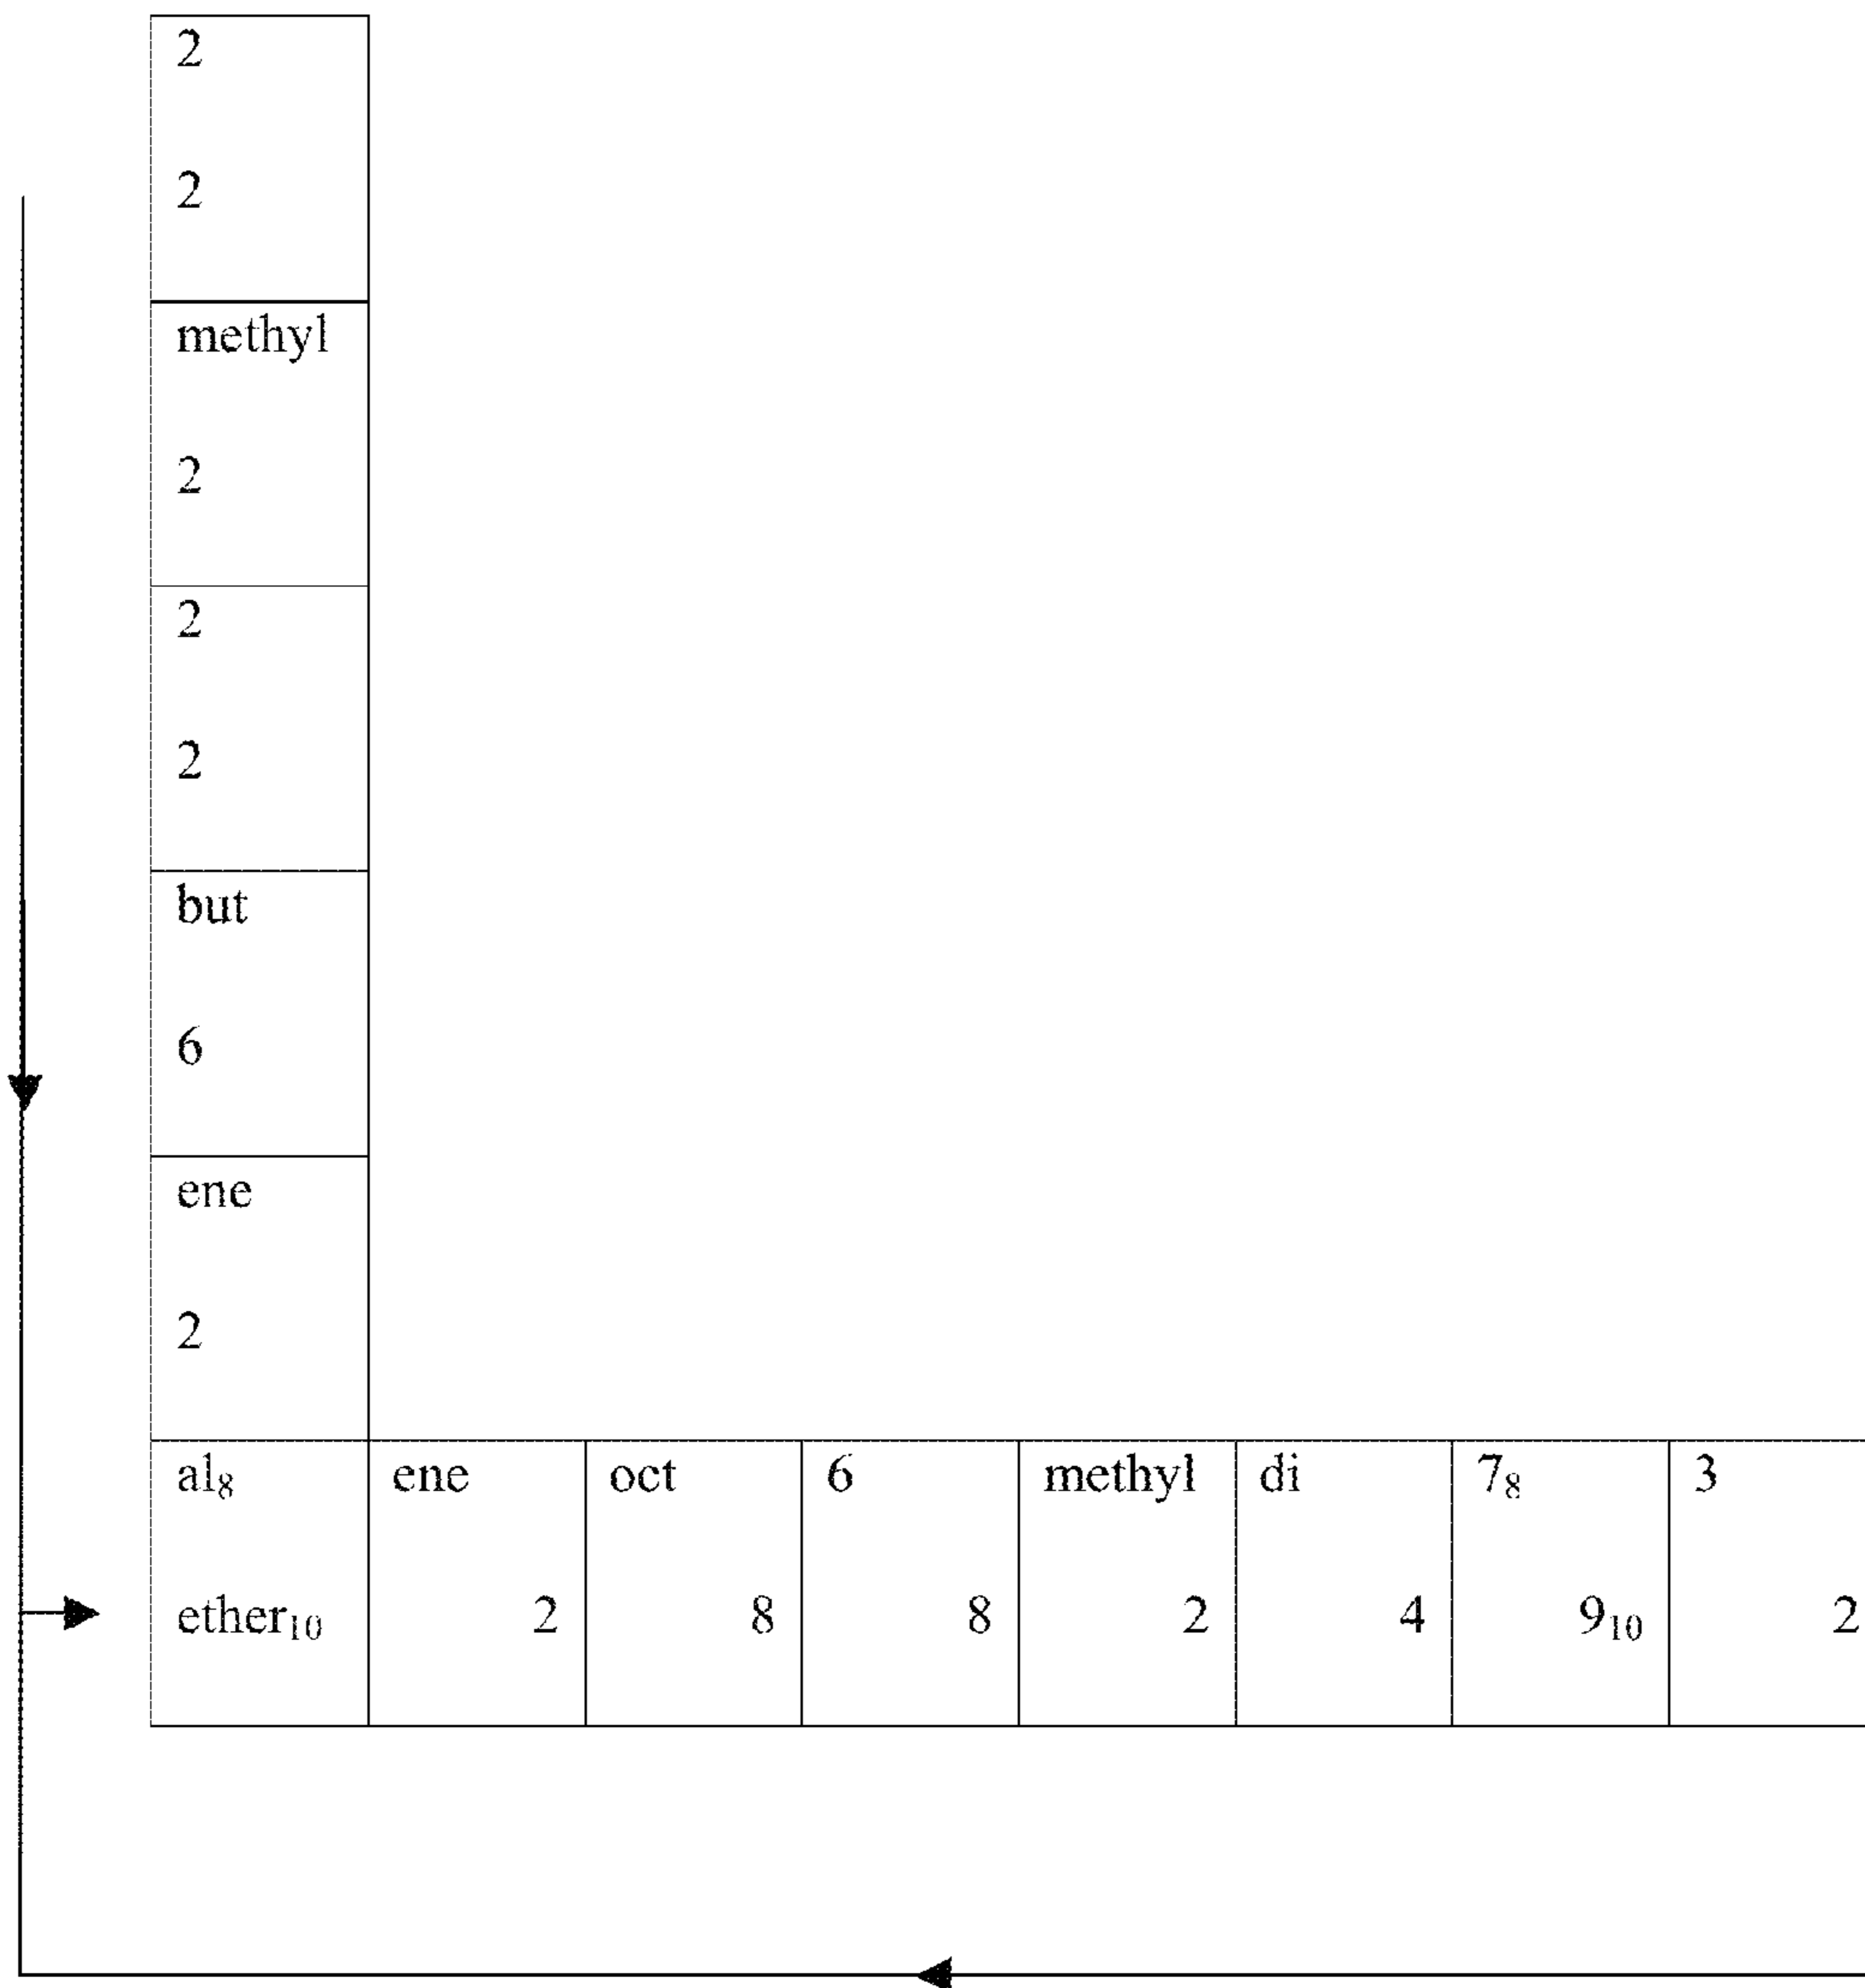 2
2
methyl
2
2
2
but
6
ene
2
al₈ ene oct 6 methyl di 7₈ 3
ether₁₀ 2 8 8 2 4 9₁₀ 2